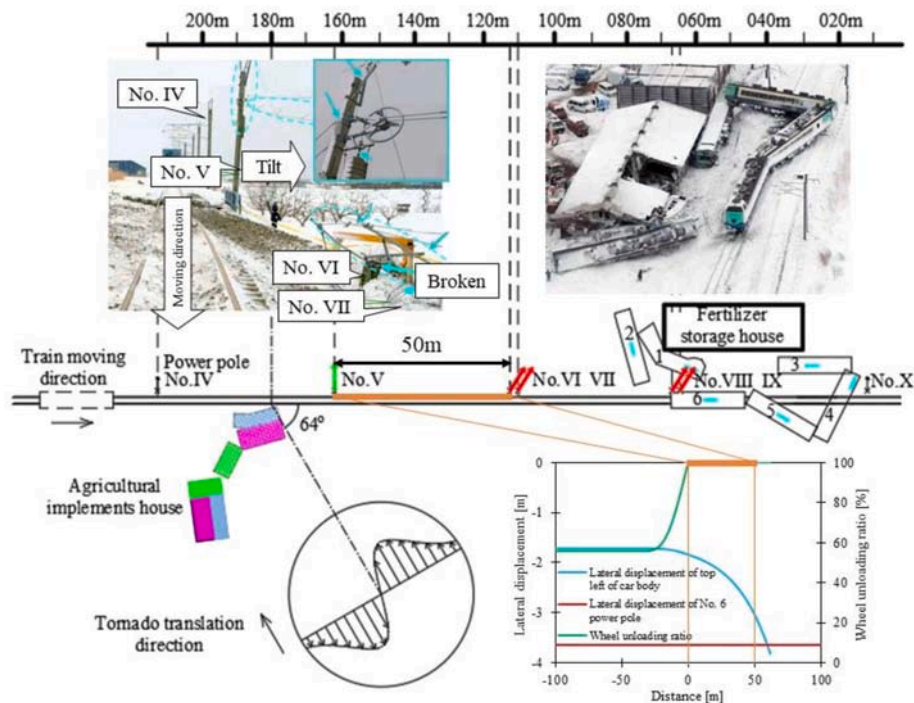 200m 180m 160m 140m 120m 100m 080m 060m 040m 020m
No. IV
No. V
Tilt
Moving direction
No. VI
Broken
No. VII
Fertilizer
storage house
50m
Train moving
direction
Power pole
No.IV
No.V
No.VI VII
No.VIII IX
No.X
2
1
3
6
5
4
64°
Agricultural
implements house
Tornado translation
direction
Lateral displacement [m]
0
-1
-2
-3
-4
Lateral displacement of top
left of car body
Lateral displacement of No. 6
power pole
Wheel unloading ratio
100
80
60
40
20
0
Wheel unloading ratio [%]
-100 -50 0 50 100
Distance [m]